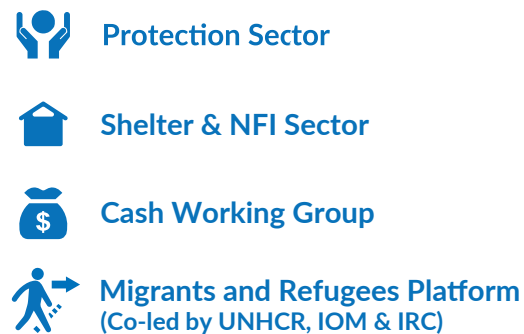 Protection Sector
Shelter & NFI Sector
$
Cash Working Group
Migrants and Refugees Platform
(Co-led by UNHCR, IOM & IRC)